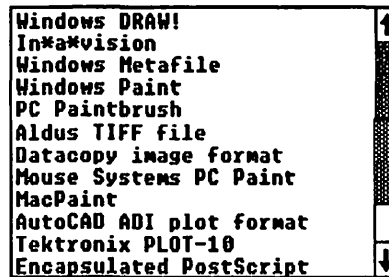 Windows DRAW!
In*a*vision
Windows Metafile
Windows Paint
PC Paintbrush
Aldus TIFF file
Datacopy image format
Mouse Systems PC Paint
MacPaint
AutoCAD ADI plot format
Tektronix PLOT-10
Encapsulated PostScript